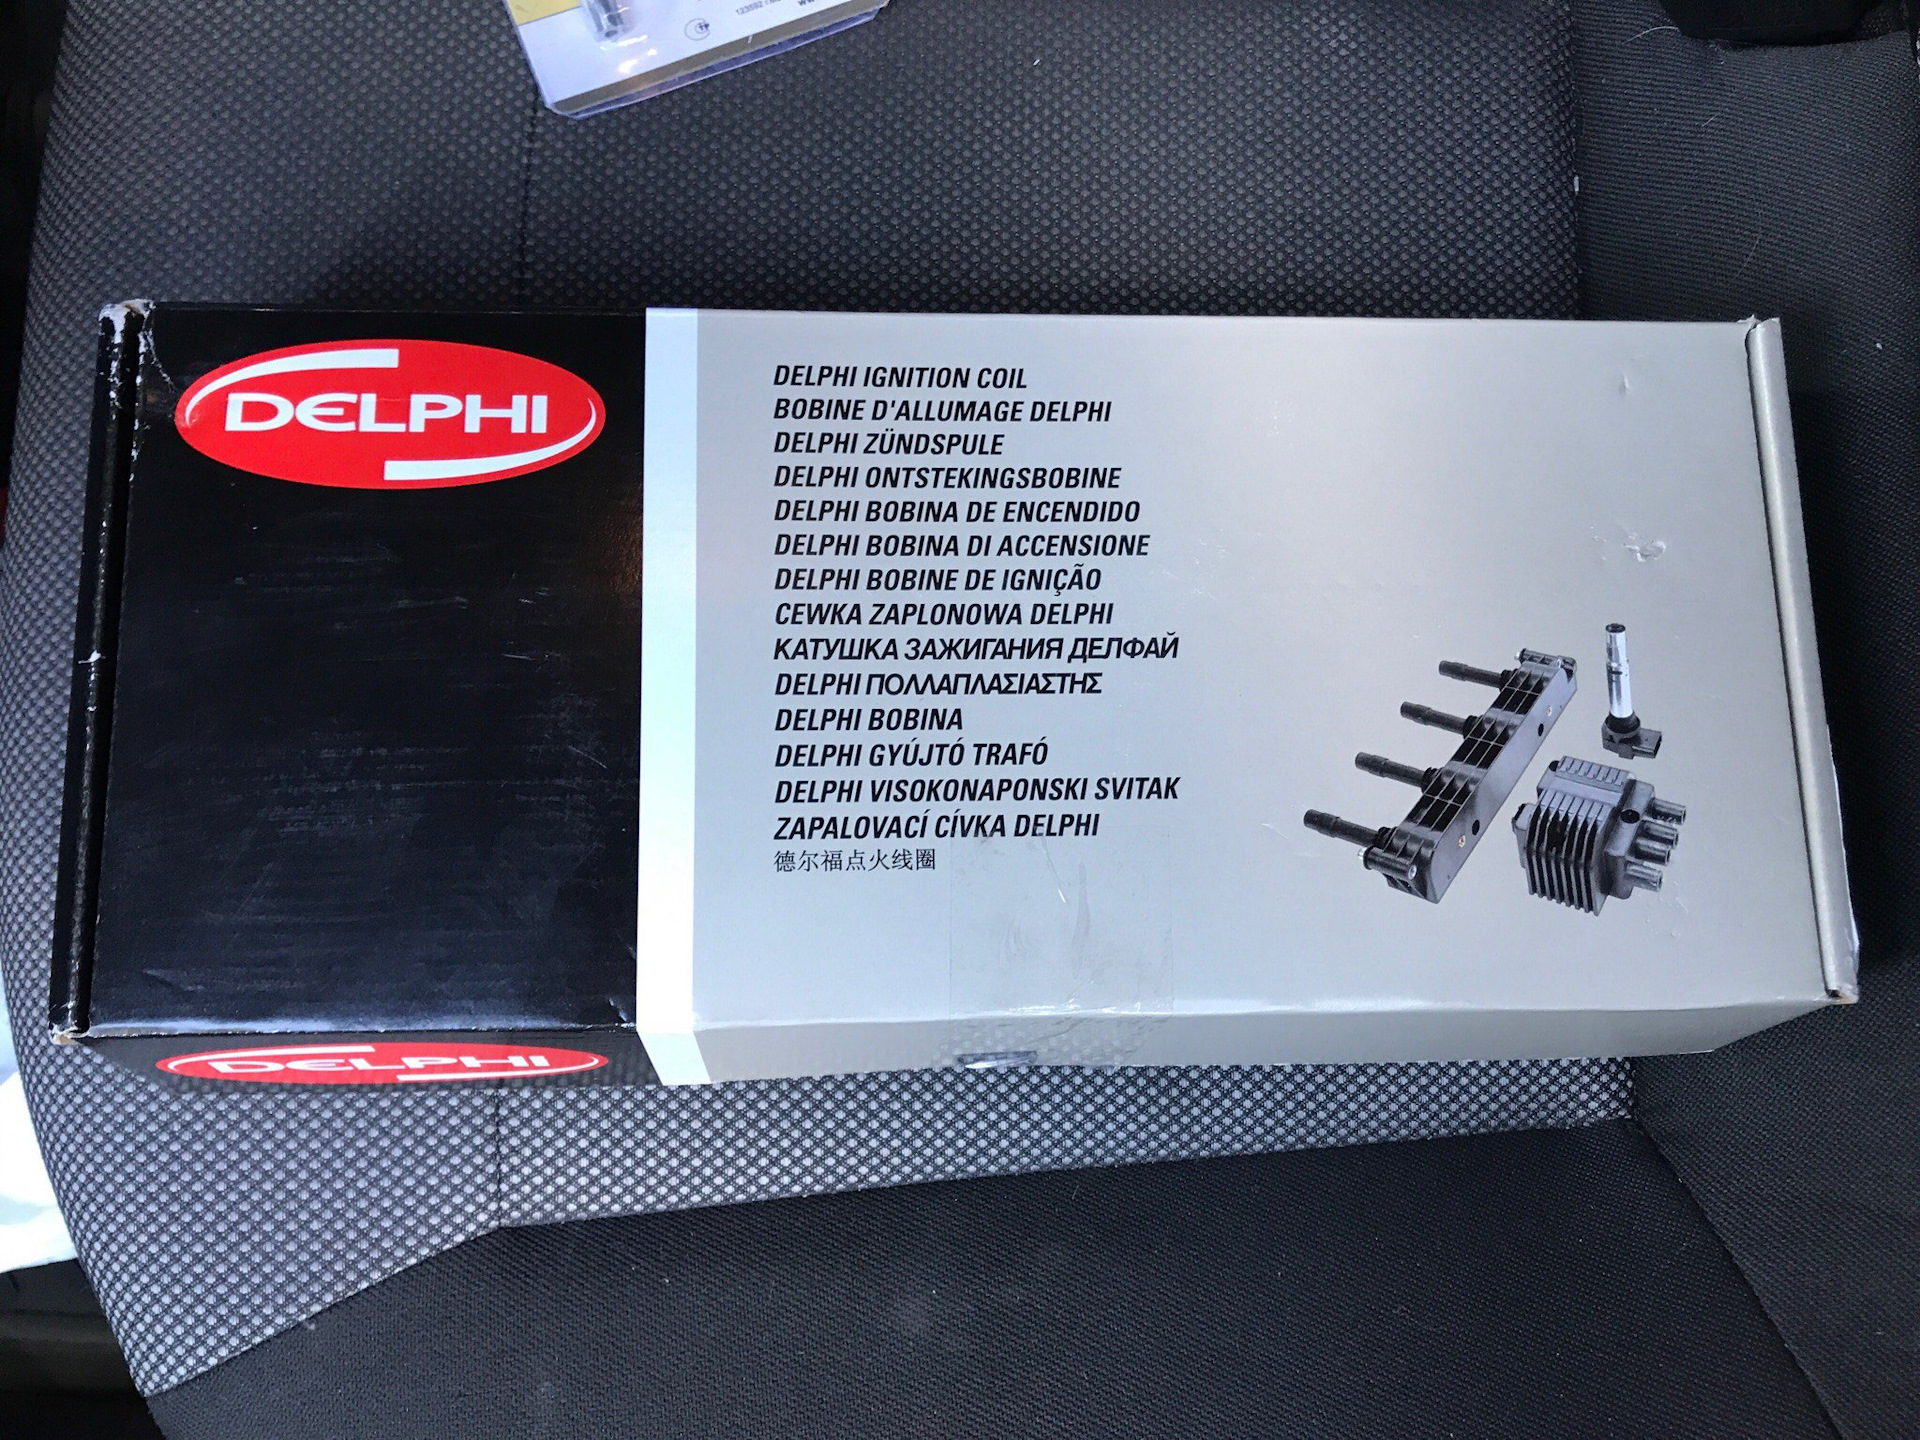 123592
DELPHI
DELPHI IGNITION COIL
BOBINE D'ALLUMAGE DELPHI
DELPHI ZÜNDSPULE
DELPHI ONTSTEKINGSBOBINE
DELPHI BOBINA DE ENCENDIDO
DELPHI BOBINA DI ACCENSIONE
DELPHI BOBINE DE IGNIÇÃO
CEWKA ZAPLONOWA DELPHI
КАТУШКА ЗАЖИГАНИЯ ДЕЛФАЙ
DELPHI ΠΟΛΛΑΠΛΑΣΙΑΣΤΗΣ
DELPHI BOBINA
DELPHI GYÚJTÓ TRAFÓ
DELPHI VISOKONAPONSKI SVITAK
ZAPALOVACÍ CÍVKA DELPHI
德尔福点火线圈
DELPHI